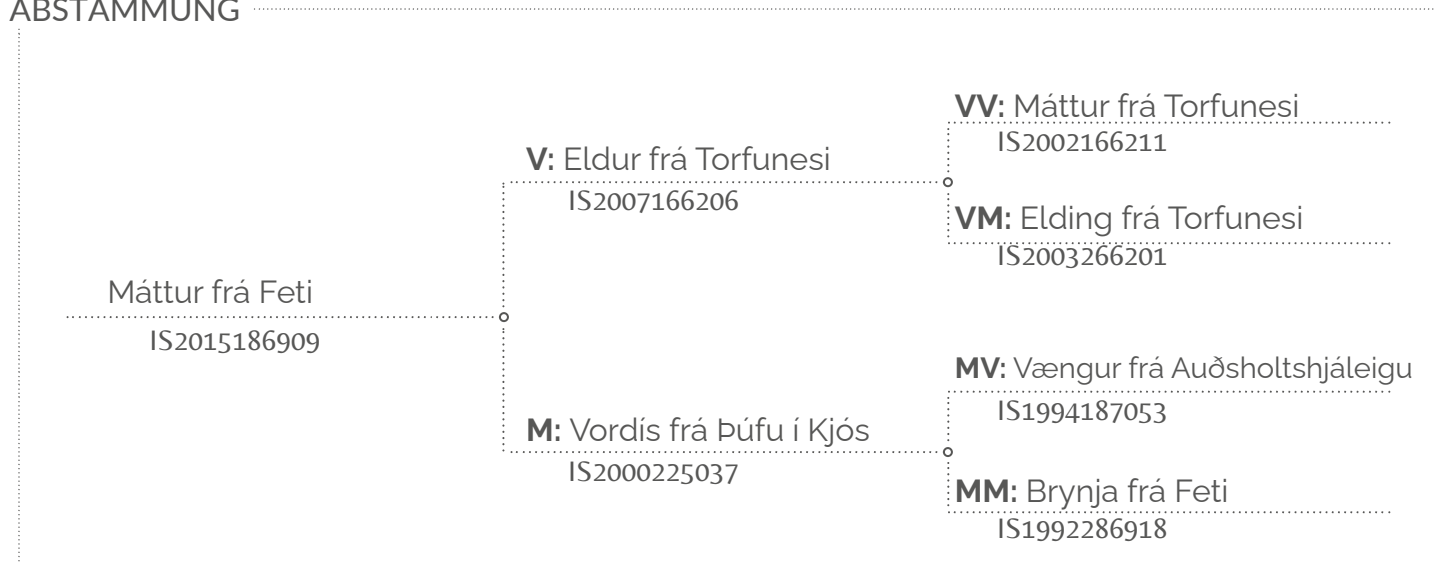 ABSTAMMUNG
VV: Máttur frá Torfunesi
IS2002166211
V: Eldur frá Torfunesi
IS2007166206
VM: Elding frá Torfunesi
IS2003266201
Máttur frá Feti
IS2015186909
MV: Vængur frá Auðsholtshjáleigu
IS1994187053
M: Vordís frá Þúfu í Kjós
IS2000225037
MM: Brynja frá Feti
IS1992286918